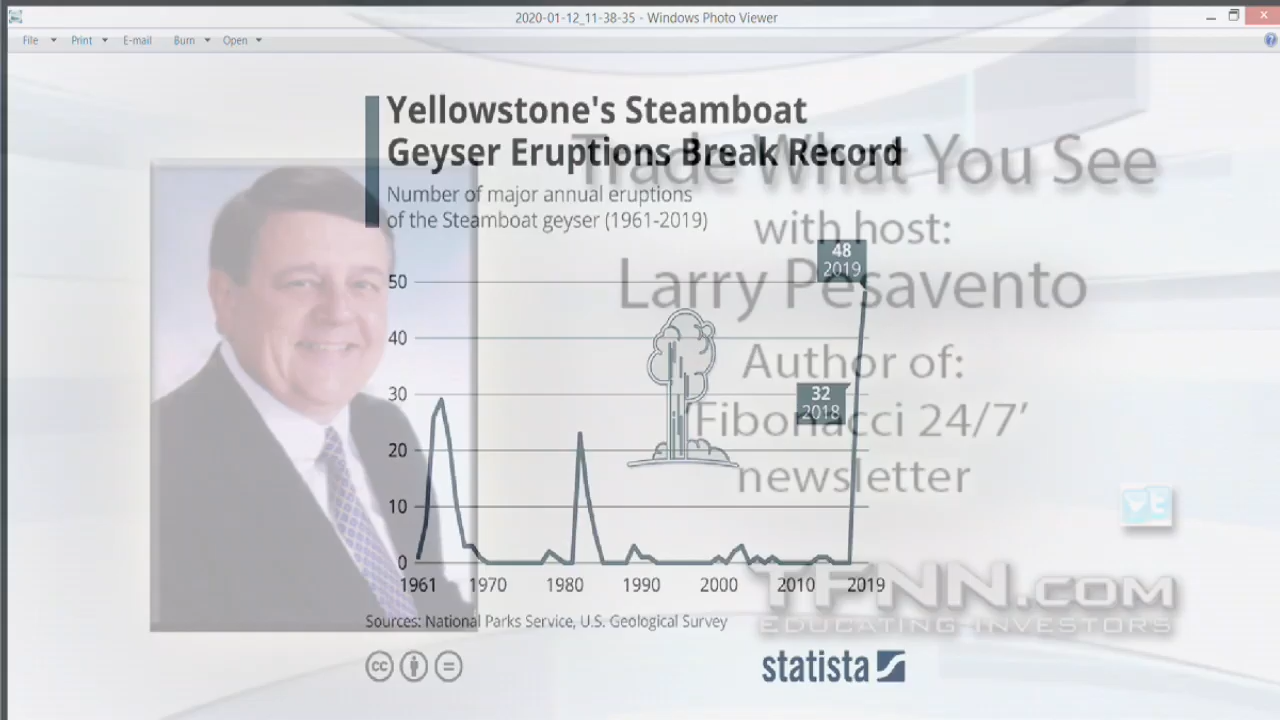 2020-01-12_11-38-35 - Windows Photo Viewer
File Print E-mail Burn Open
Yellowstone's Steamboat
Geyser Eruptions Break Record
Number of major annual eruptions
of the Steamboat geyser (1961-2019)
Trade What You See
with host:
Larry Pesavento
Author of:
'Fibonacci 24/7'
newsletter
48
2019
32
2018
50
40
30
20
10
0
1961 1970 1980 1990 2000 2010 2019
Sources: National Parks Service, U.S. Geological Survey
TFNN.COM
EDUCATING INVESTORS
cc
statista